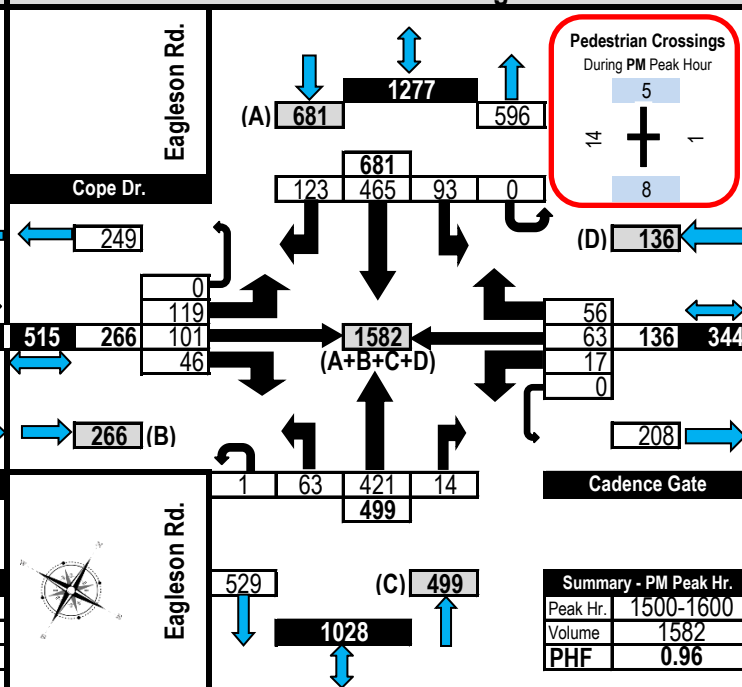 Eagleson Rd.
Pedestrian Crossings
During PM Peak Hour
5
14
1
8
1277
(A) 681
596
681
123 465 93 0
Cope Dr.
249
(D) 136
0
119
515 266 101
46
1582
(A+B+C+D)
56
63 136 344
17
0
266 (B)
208
1 63 421 14
499
Cadence Gate
Eagleson Rd.
529
(C) 499
1028
Summary - PM Peak Hr.
Peak Hr. 1500-1600
Volume 1582
PHF 0.96